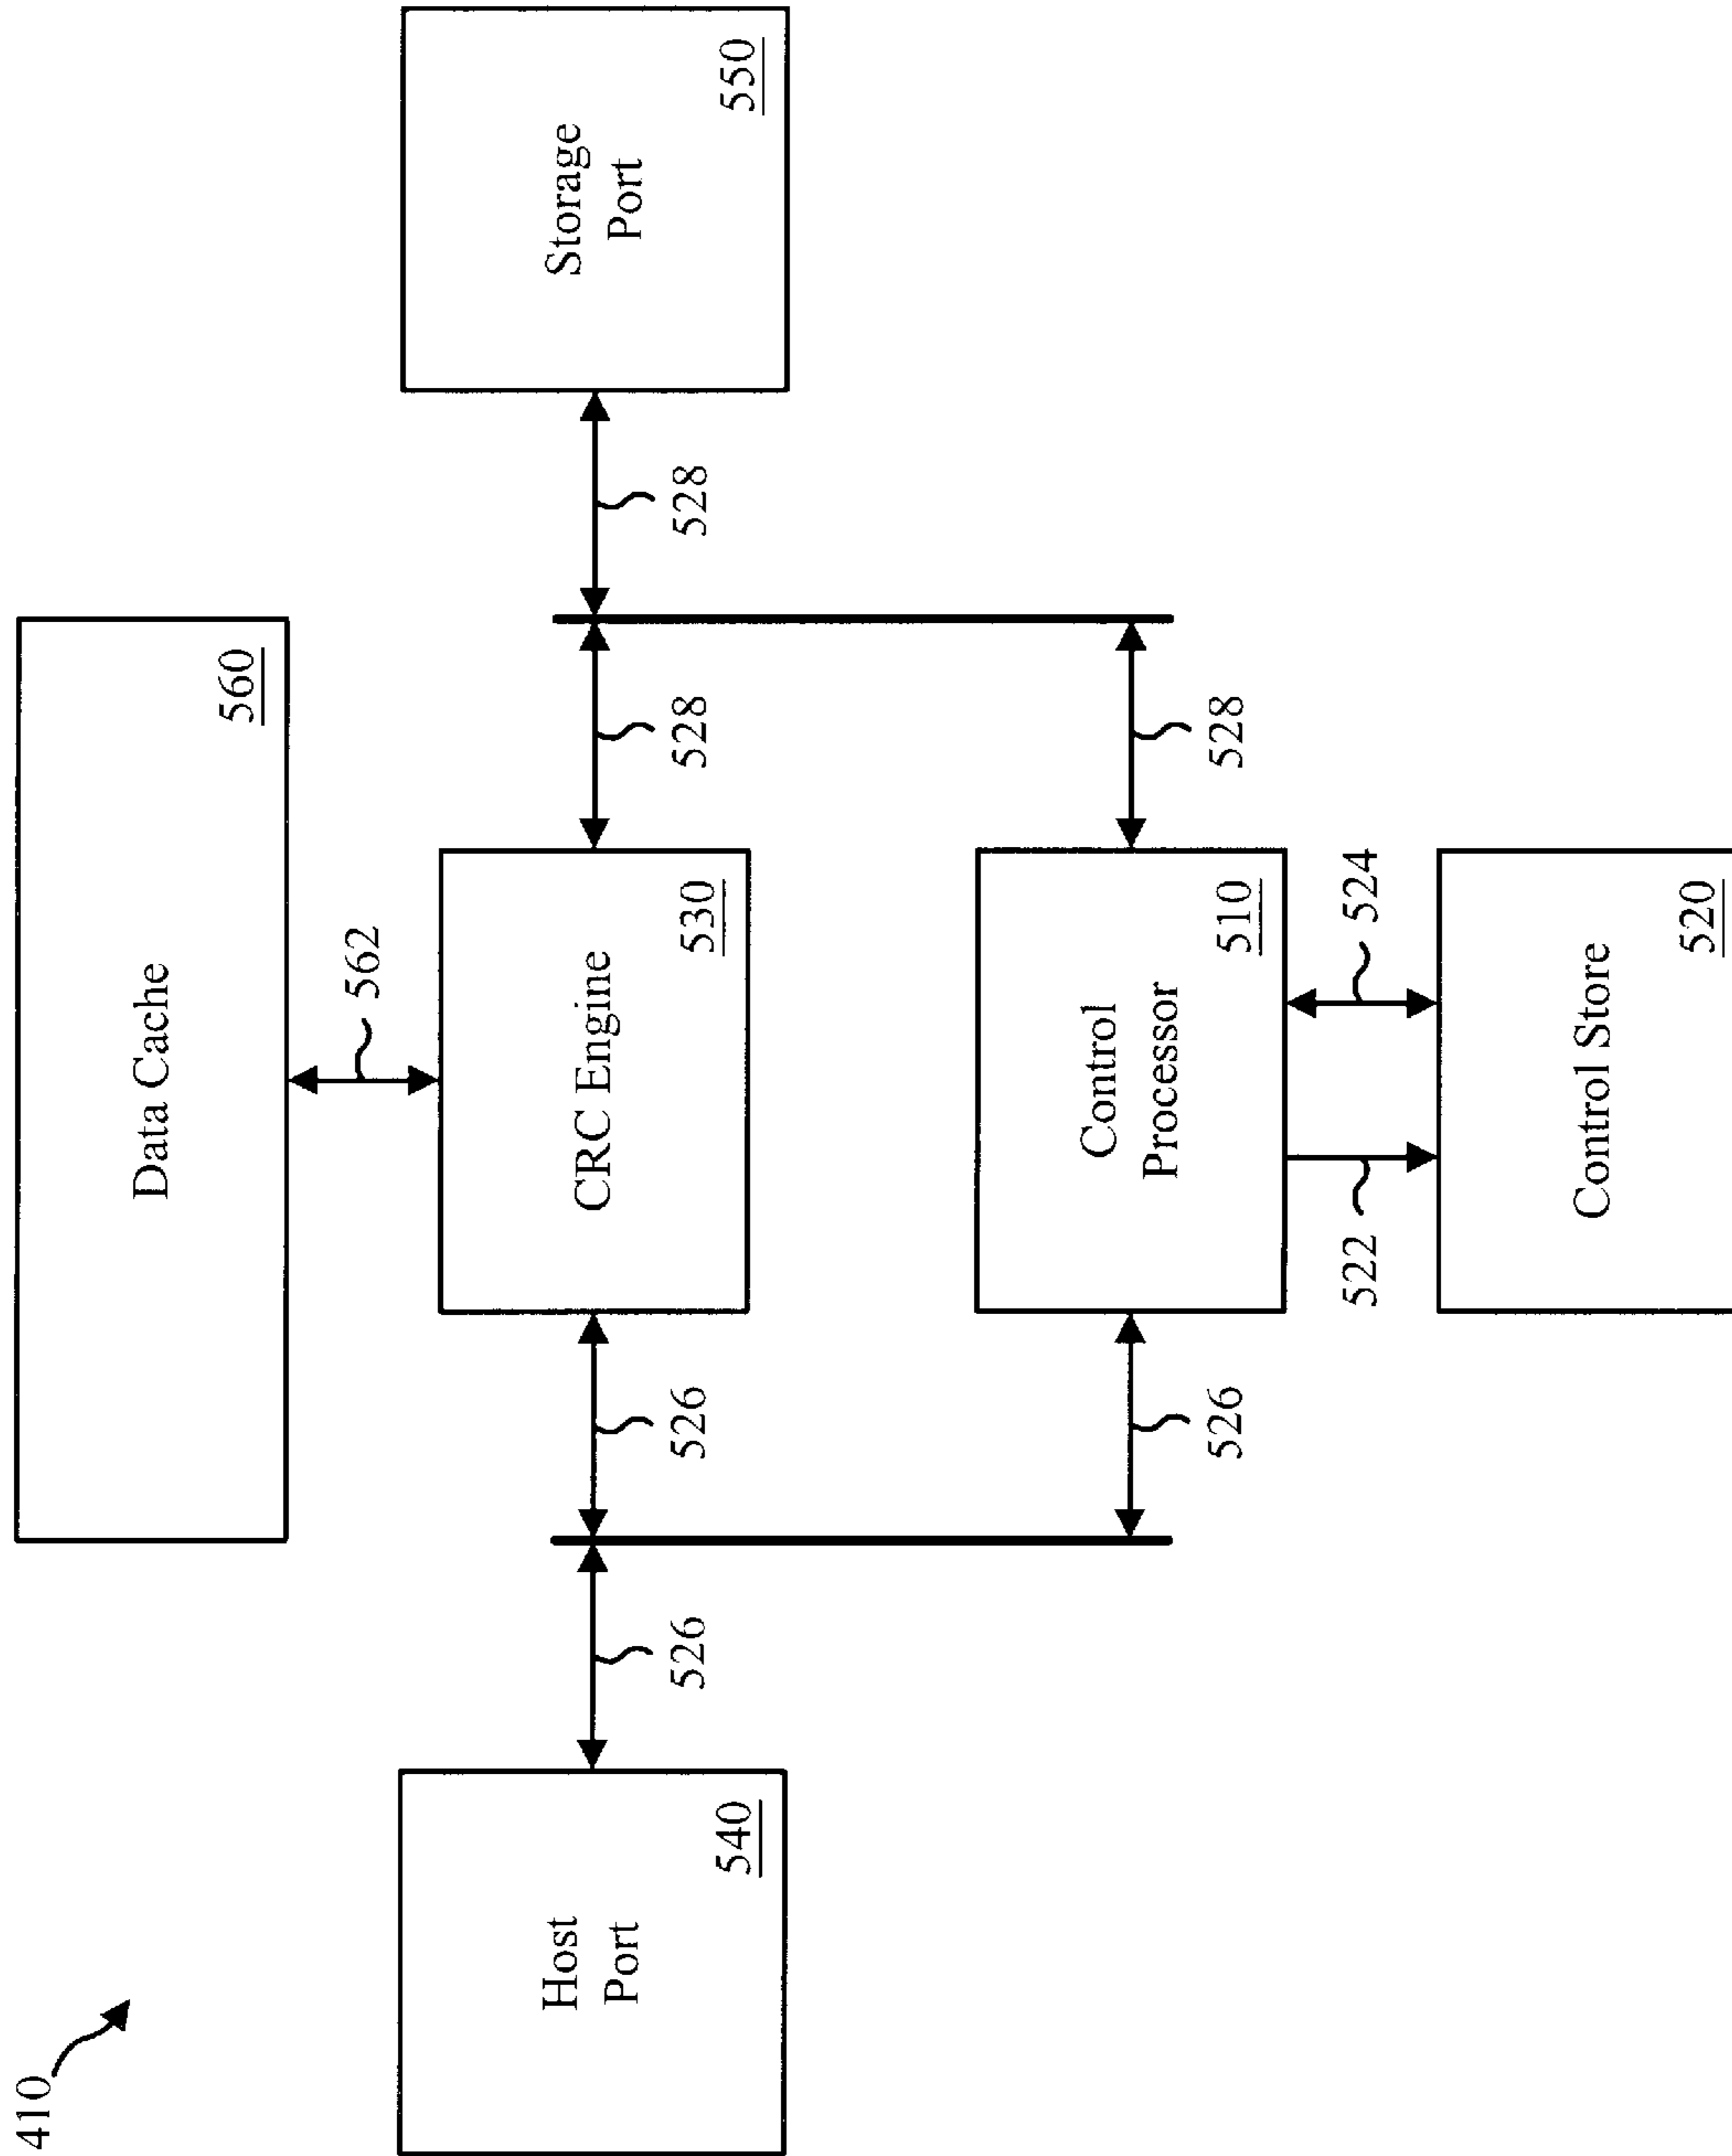 410
Data Cache
560
562
Host
Port
540
526
526
CRC Engine
530
528
528
Storage
Port
550
526
Control
Processor
510
528
522
524
Control Store
520